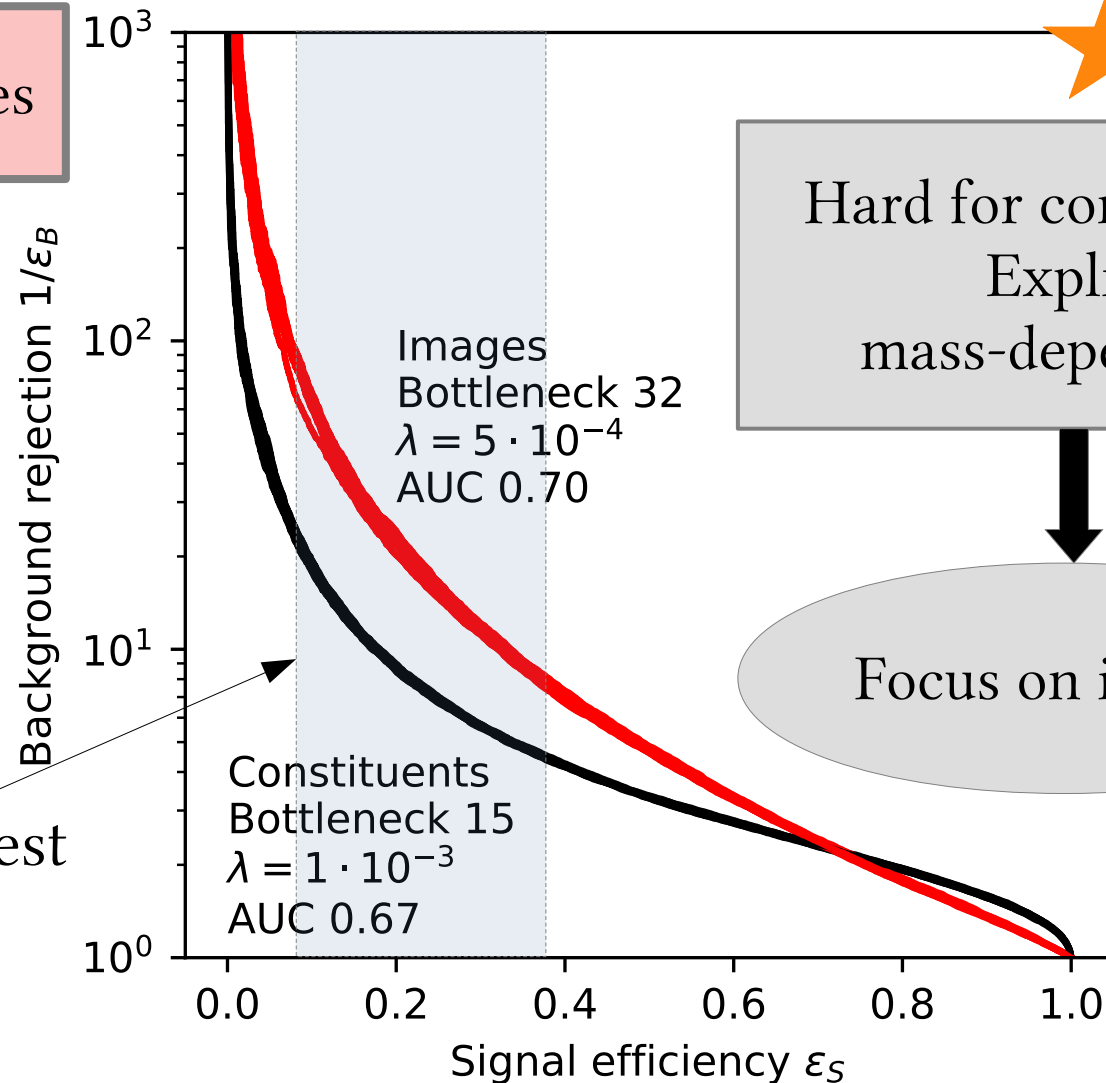 es
10³
10²
10¹
10⁰
Background rejection 1/ε_B
Images
Bottleneck 32
λ = 5 · 10⁻⁴
AUC 0.70
Constituents
Bottleneck 15
λ = 1 · 10⁻³
AUC 0.67
Hard for con
Expli
mass-depe
Focus on i
est
0.0 0.2 0.4 0.6 0.8 1.0
Signal efficiency ε_S